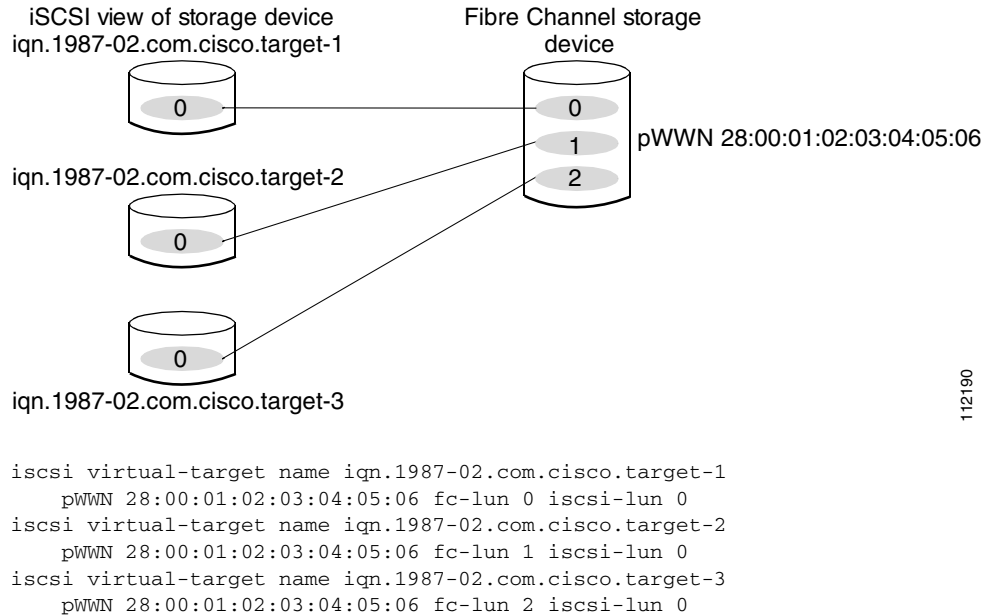 iSCSI view of storage device
iqn.1987-02.com.cisco.target-1
Fibre Channel storage
device
0
0
1
2
pWWN 28:00:01:02:03:04:05:06
iqn.1987-02.com.cisco.target-2
0
0
iqn.1987-02.com.cisco.target-3
112190
iscsi virtual-target name iqn.1987-02.com.cisco.target-1
    pWWN 28:00:01:02:03:04:05:06 fc-lun 0 iscsi-lun 0
iscsi virtual-target name iqn.1987-02.com.cisco.target-2
    pWWN 28:00:01:02:03:04:05:06 fc-lun 1 iscsi-lun 0
iscsi virtual-target name iqn.1987-02.com.cisco.target-3
    pWWN 28:00:01:02:03:04:05:06 fc-lun 2 iscsi-lun 0